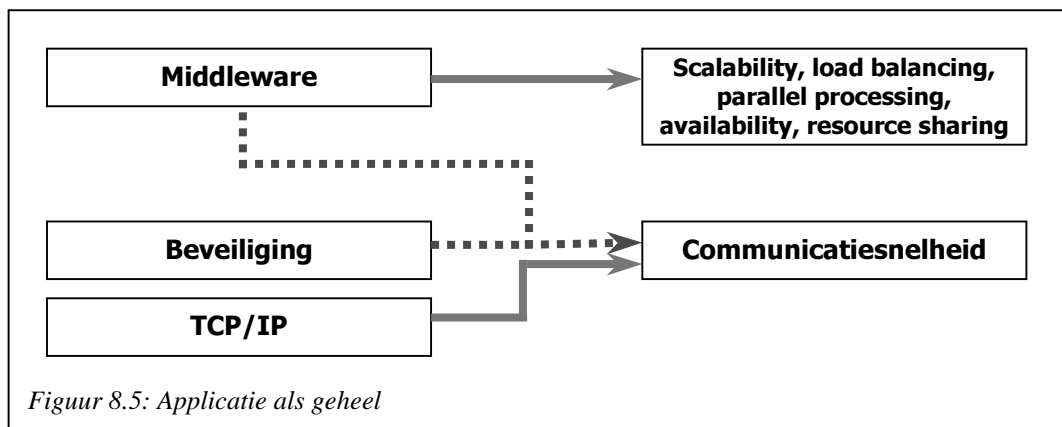 Middleware
Scalability, load balancing,
parallel processing,
availability, resource sharing
Beveiliging
Communicatiesnelheid
TCP/IP
Figuur 8.5: Applicatie als geheel